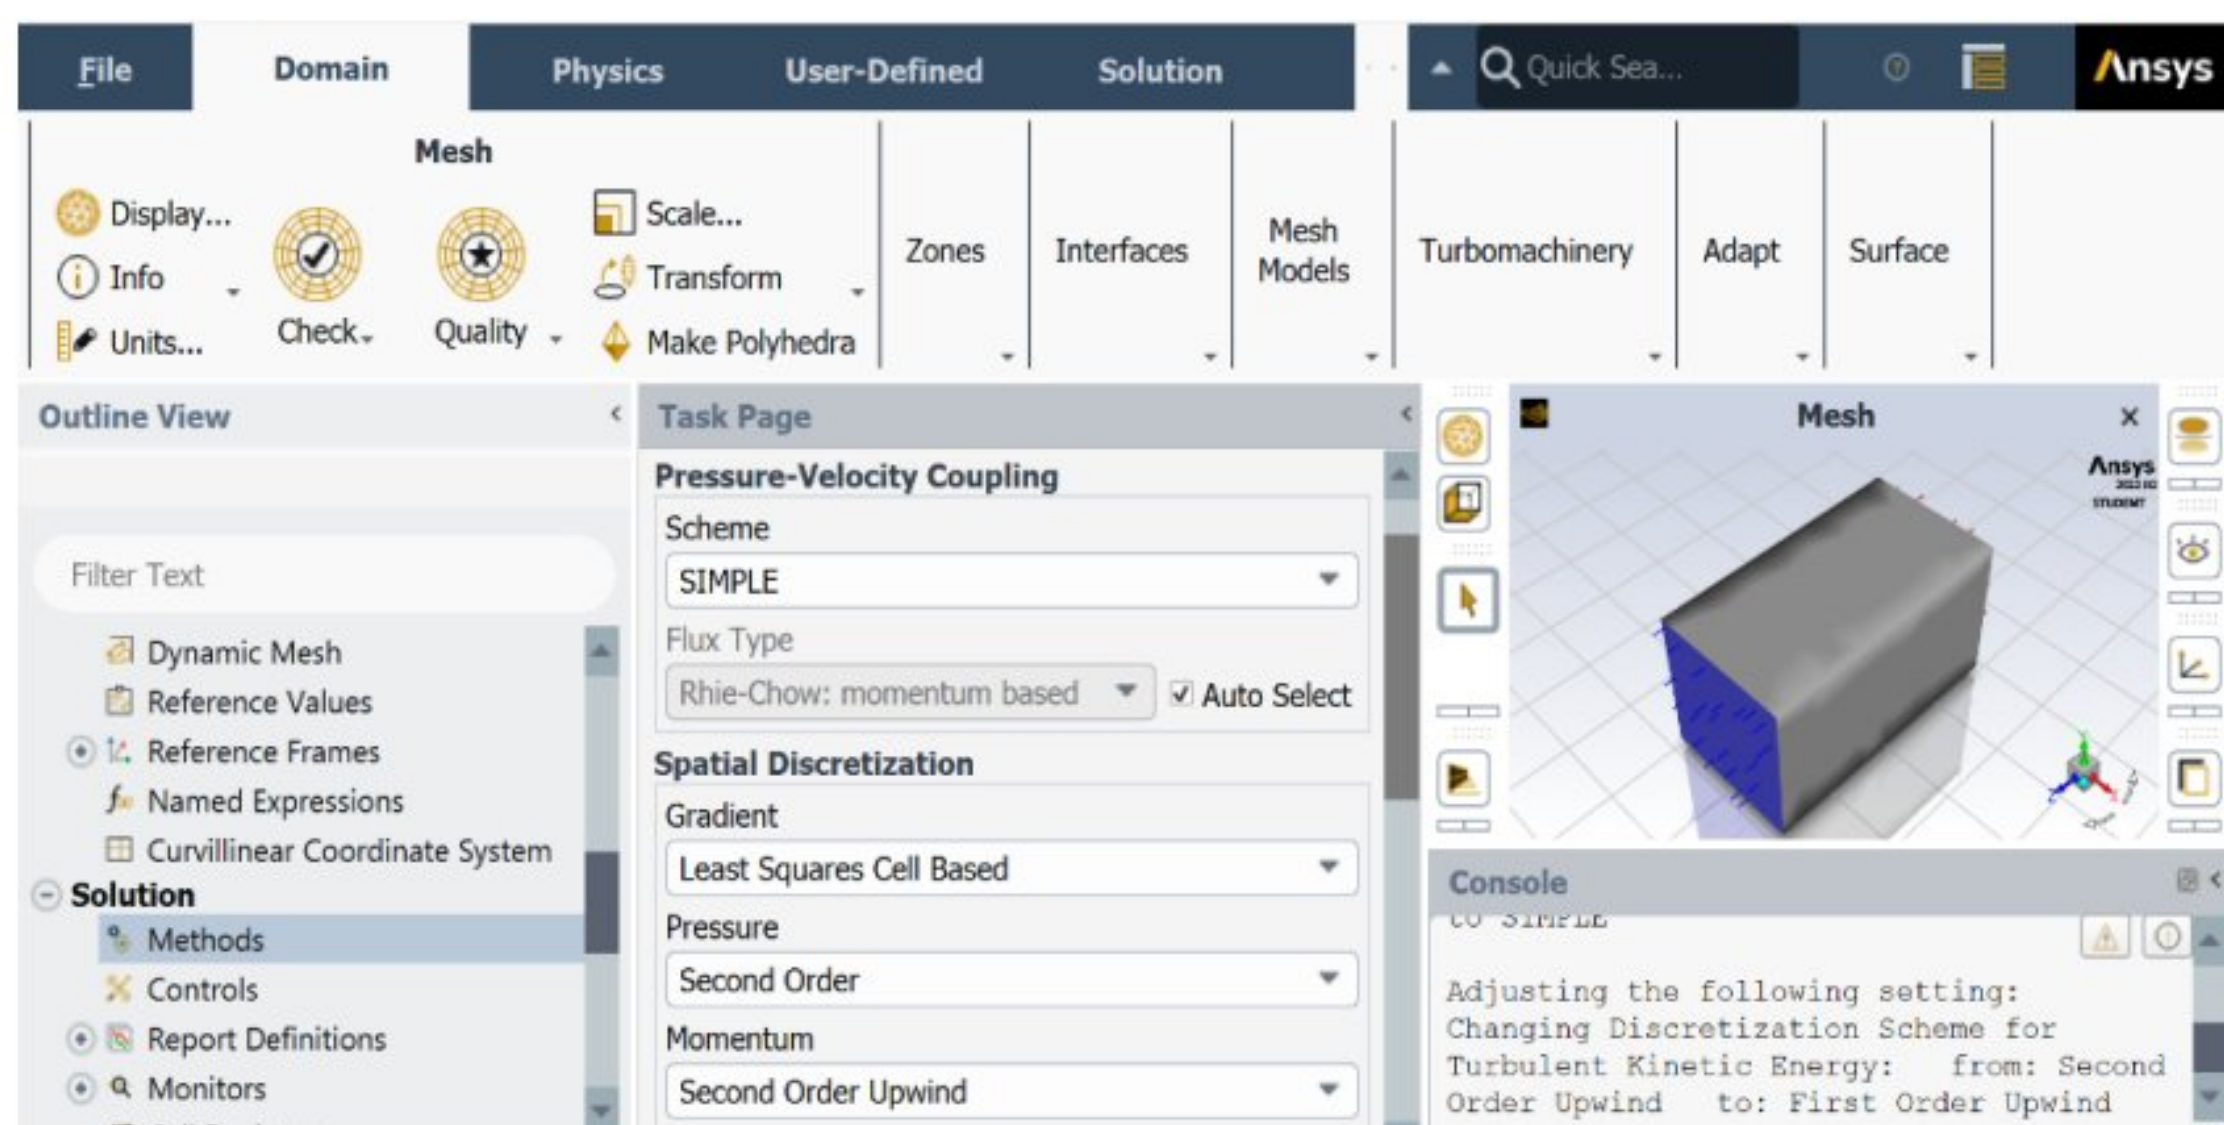 File Domain Physics User-Defined Solution Quick Sea... Ansys
Mesh
Display...
Info
Units...
Check
Quality
Scale...
Transform
Make Polyhedra
Zones
Interfaces
Mesh
Models
Turbomachinery
Adapt
Surface
Outline View
Filter Text
Dynamic Mesh
Reference Values
Reference Frames
Named Expressions
Curvillinear Coordinate System
Solution
Methods
Controls
Report Definitions
Monitors
Task Page
Pressure-Velocity Coupling
Scheme
SIMPLE
Flux Type
Rhie-Chow: momentum based Auto Select
Spatial Discretization
Gradient
Least Squares Cell Based
Pressure
Second Order
Momentum
Second Order Upwind
Mesh
Ansys
STUDENT
Console
to SIMPLE
Adjusting the following setting:
Changing Discretization Scheme for
Turbulent Kinetic Energy: from: Second
Order Upwind to: First Order Upwind